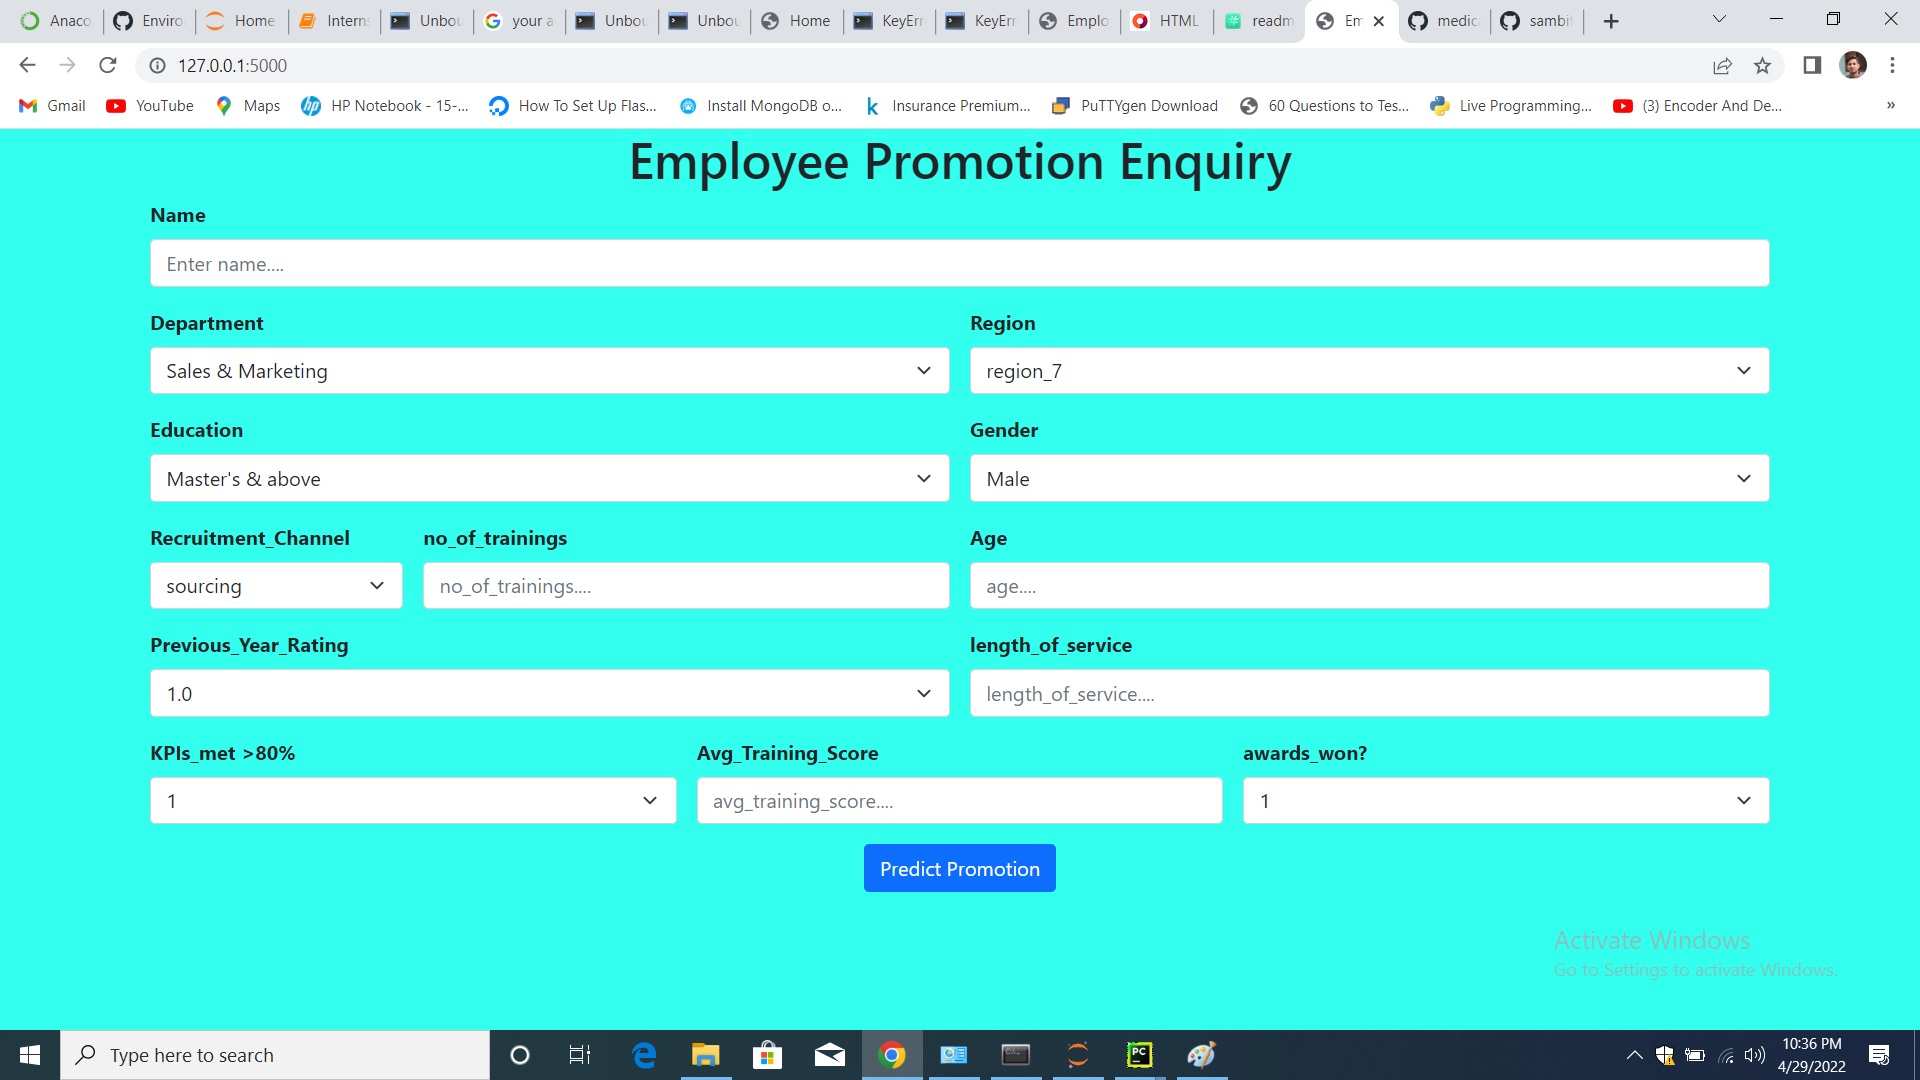 Anaco Enviro Home Interns Unbou your a Unbou Unbou Home KeyErr KeyErr Emplo HTML readm Em medica sambit
127.0.0.1:5000
Gmail YouTube Maps HP Notebook - 15-... How To Set Up Flas... Install MongoDB o... Insurance Premium... PuTTYgen Download 60 Questions to Tes... Live Programming... (3) Encoder And De... »
Employee Promotion Enquiry
Name
Enter name....
Department Region
Sales & Marketing region_7
Education Gender
Master's & above Male
Recruitment_Channel no_of_trainings Age
sourcing no_of_trainings.... age....
Previous_Year_Rating length_of_service
1.0 length_of_service....
KPIs_met >80% Avg_Training_Score awards_won?
1 avg_training_score.... 1
Predict Promotion
Activate Windows
Go to Settings to activate Windows.
Type here to search PC 10:36 PM
4/29/2022